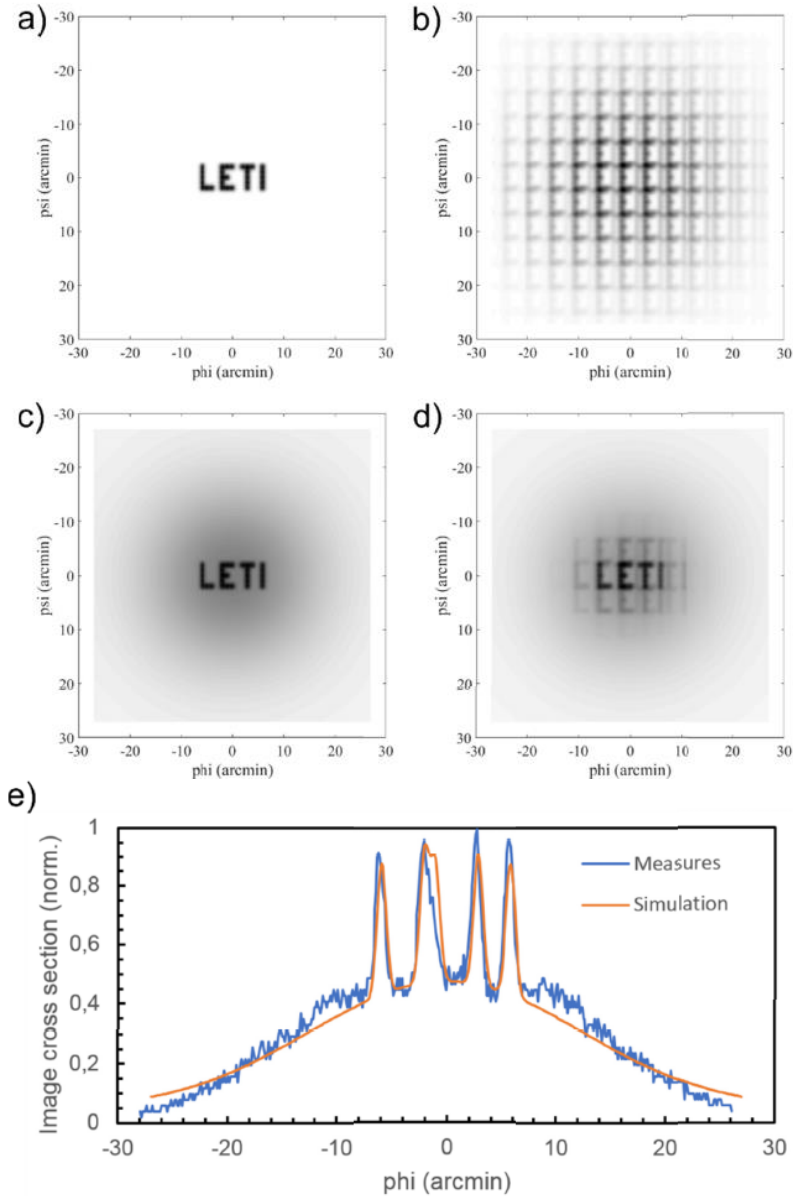 a)
b)
-30
-20
-10
0
10
20
30
psi (arcmin)
LETI
-30 -20 -10 0 10 20 30
phi (arcmin)
-30
-20
-10
0
10
20
30
psi (arcmin)
-30 -20 -10 0 10 20 30
phi (arcmin)
c)
d)
-30
-20
-10
0
10
20
30
psi (arcmin)
LETI
-30 -20 -10 0 10 20 30
phi (arcmin)
-30
-20
-10
0
10
20
30
psi (arcmin)
LETI
-30 -20 -10 0 10 20 30
phi (arcmin)
e)
Image cross section (norm.)
1
0,8
0,6
0,4
0,2
0
Measures
Simulation
-30 -20 -10 0 10 20 30
phi (arcmin)